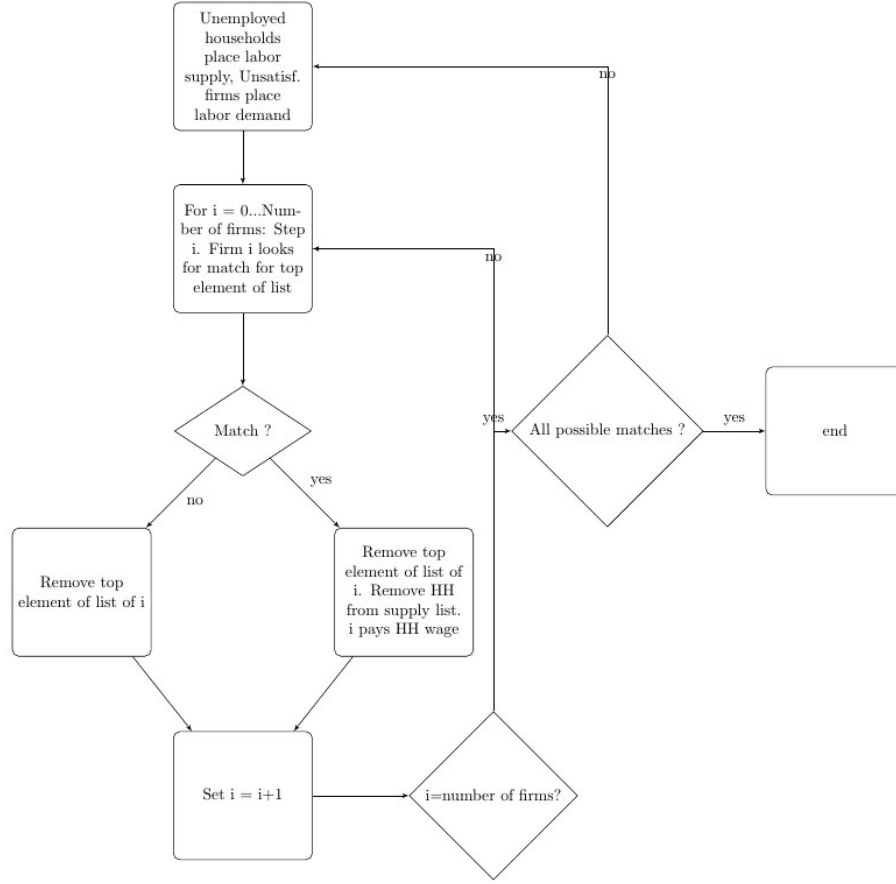 Unemployed
households
place labor
supply, Unsatisf.
firms place
labor demand
no
For i = 0...Num-
ber of firms: Step
i. Firm i looks
for match for top
element of list
no
Match ?
yes
All possible matches ?
yes
end
no
yes
Remove top
element of list of i
Remove top
element of list of
i. Remove HH
from supply list.
i pays HH wage
Set i = i+1
i=number of firms?